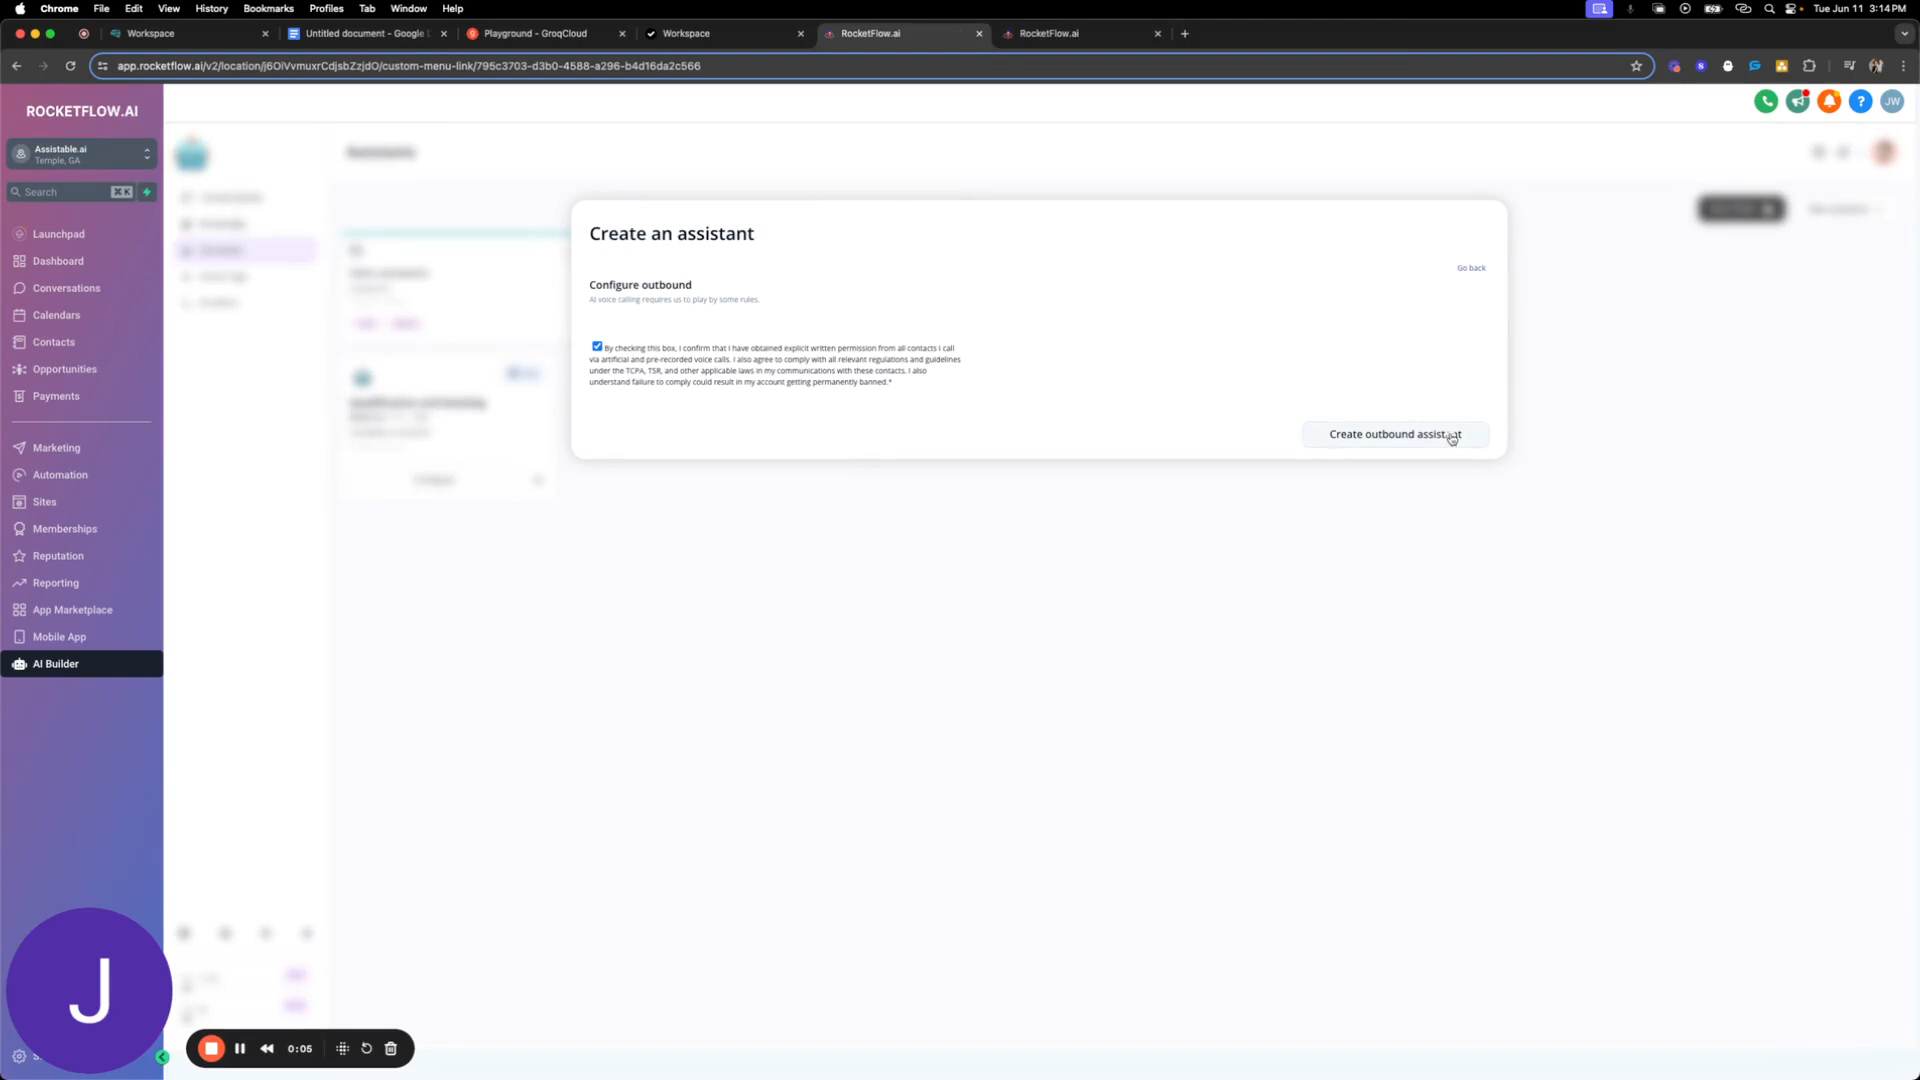 Chrome File Edit View History Bookmarks Profiles Tab Window Help
Tue Jun 11 3:14 PM
Workspace
Untitled document - Google
Playground - GroqCloud
Workspace
RocketFlow.ai
RocketFlow.ai
app.rocketflow.ai/v2/location/j6OiVvmuxrCdjsbZzjdO/custom-menu-link/795c3703-d3b0-4588-a296-b4d16da2c566
ROCKETFLOW.AI
Assistable.ai
Temple, GA
Search ⌘ K
JW
Launchpad
Dashboard
Conversations
Calendars
Contacts
Opportunities
Payments
Marketing
Automation
Sites
Memberships
Reputation
Reporting
App Marketplace
Mobile App
AI Builder
Assistants
Create an assistant
Go back
Configure outbound
AI voice calling requires us to play by some rules.
By checking this box, I confirm that I have obtained explicit written permission from all contacts I call
via artificial and pre-recorded voice calls. I also agree to comply with all relevant regulations and guidelines
under the TCPA, TSR, and other applicable laws in my communications with these contacts. I also
understand failure to comply could result in my account getting permanently banned.*
Create outbound assistant
J
0:05